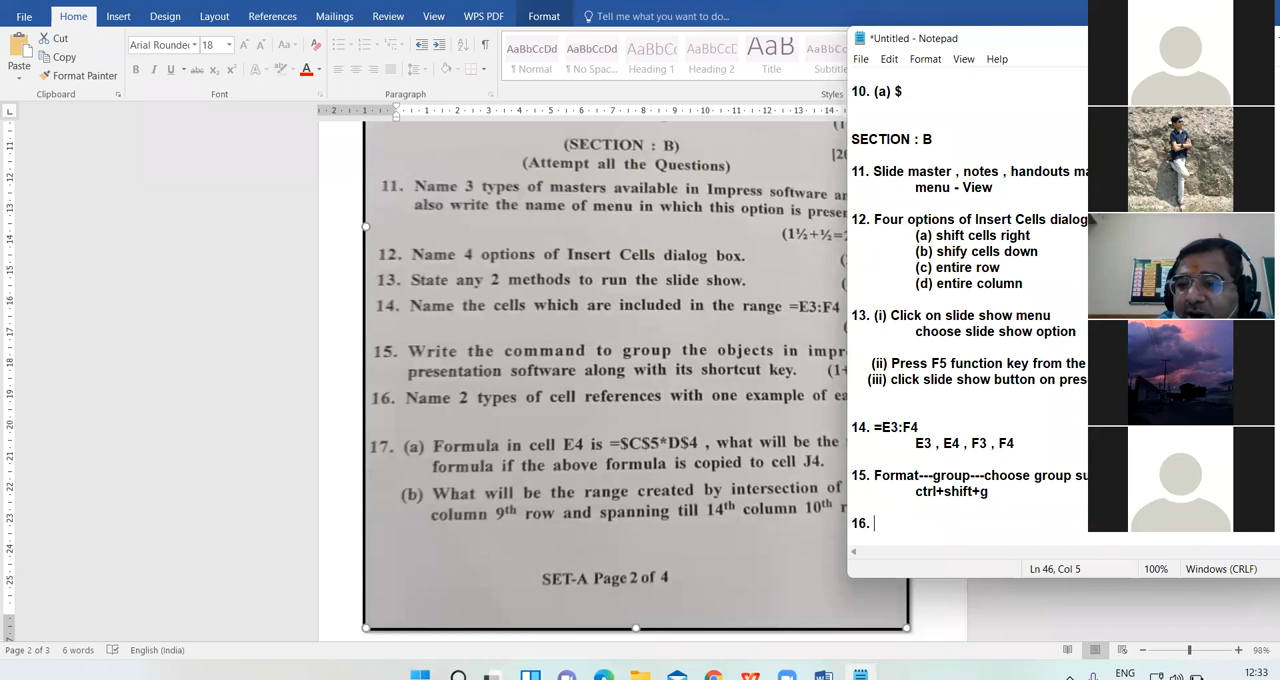 File Home Insert Design Layout References Mailings Review View WPS PDF Format Tell me what you want to do...
Paste
Cut
Copy
Format Painter
Clipboard
Arial Rounded 18
Font
Paragraph
AaBbCcDd AaBbCcDd AaBbC AaBbCcD AaB AaBbCc
¶ Normal ¶ No Spac... Heading 1 Heading 2 Title Subtitle
Styles
(SECTION : B)
(Attempt all the Questions)
[20
11. Name 3 types of masters available in Impress software an
also write the name of menu in which this option is presen
(1½+½=
12. Name 4 options of Insert Cells dialog box.
13. State any 2 methods to run the slide show.
14. Name the cells which are included in the range =E3:F4
15. Write the command to group the objects in impr
presentation software along with its shortcut key. (1+
16. Name 2 types of cell references with one example of ea
17. (a) Formula in cell E4 is =$C$5*D$4 , what will be the
formula if the above formula is copied to cell J4.
(b) What will be the range created by intersection of
column 9th row and spanning till 14th column 10th r
SET-A Page 2 of 4
*Untitled - Notepad
File Edit Format View Help
10. (a) $
SECTION : B
11. Slide master , notes , handouts ma
menu - View
12. Four options of Insert Cells dialog
(a) shift cells right
(b) shify cells down
(c) entire row
(d) entire column
13. (i) Click on slide show menu
choose slide show option
(ii) Press F5 function key from the
(iii) click slide show button on pres
14. =E3:F4
E3 , E4 , F3 , F4
15. Format---group---choose group su
ctrl+shift+g
16.
Ln 46, Col 5 100% Windows (CRLF)
Page 2 of 3 6 words English (India) 98%
ENG 12:33